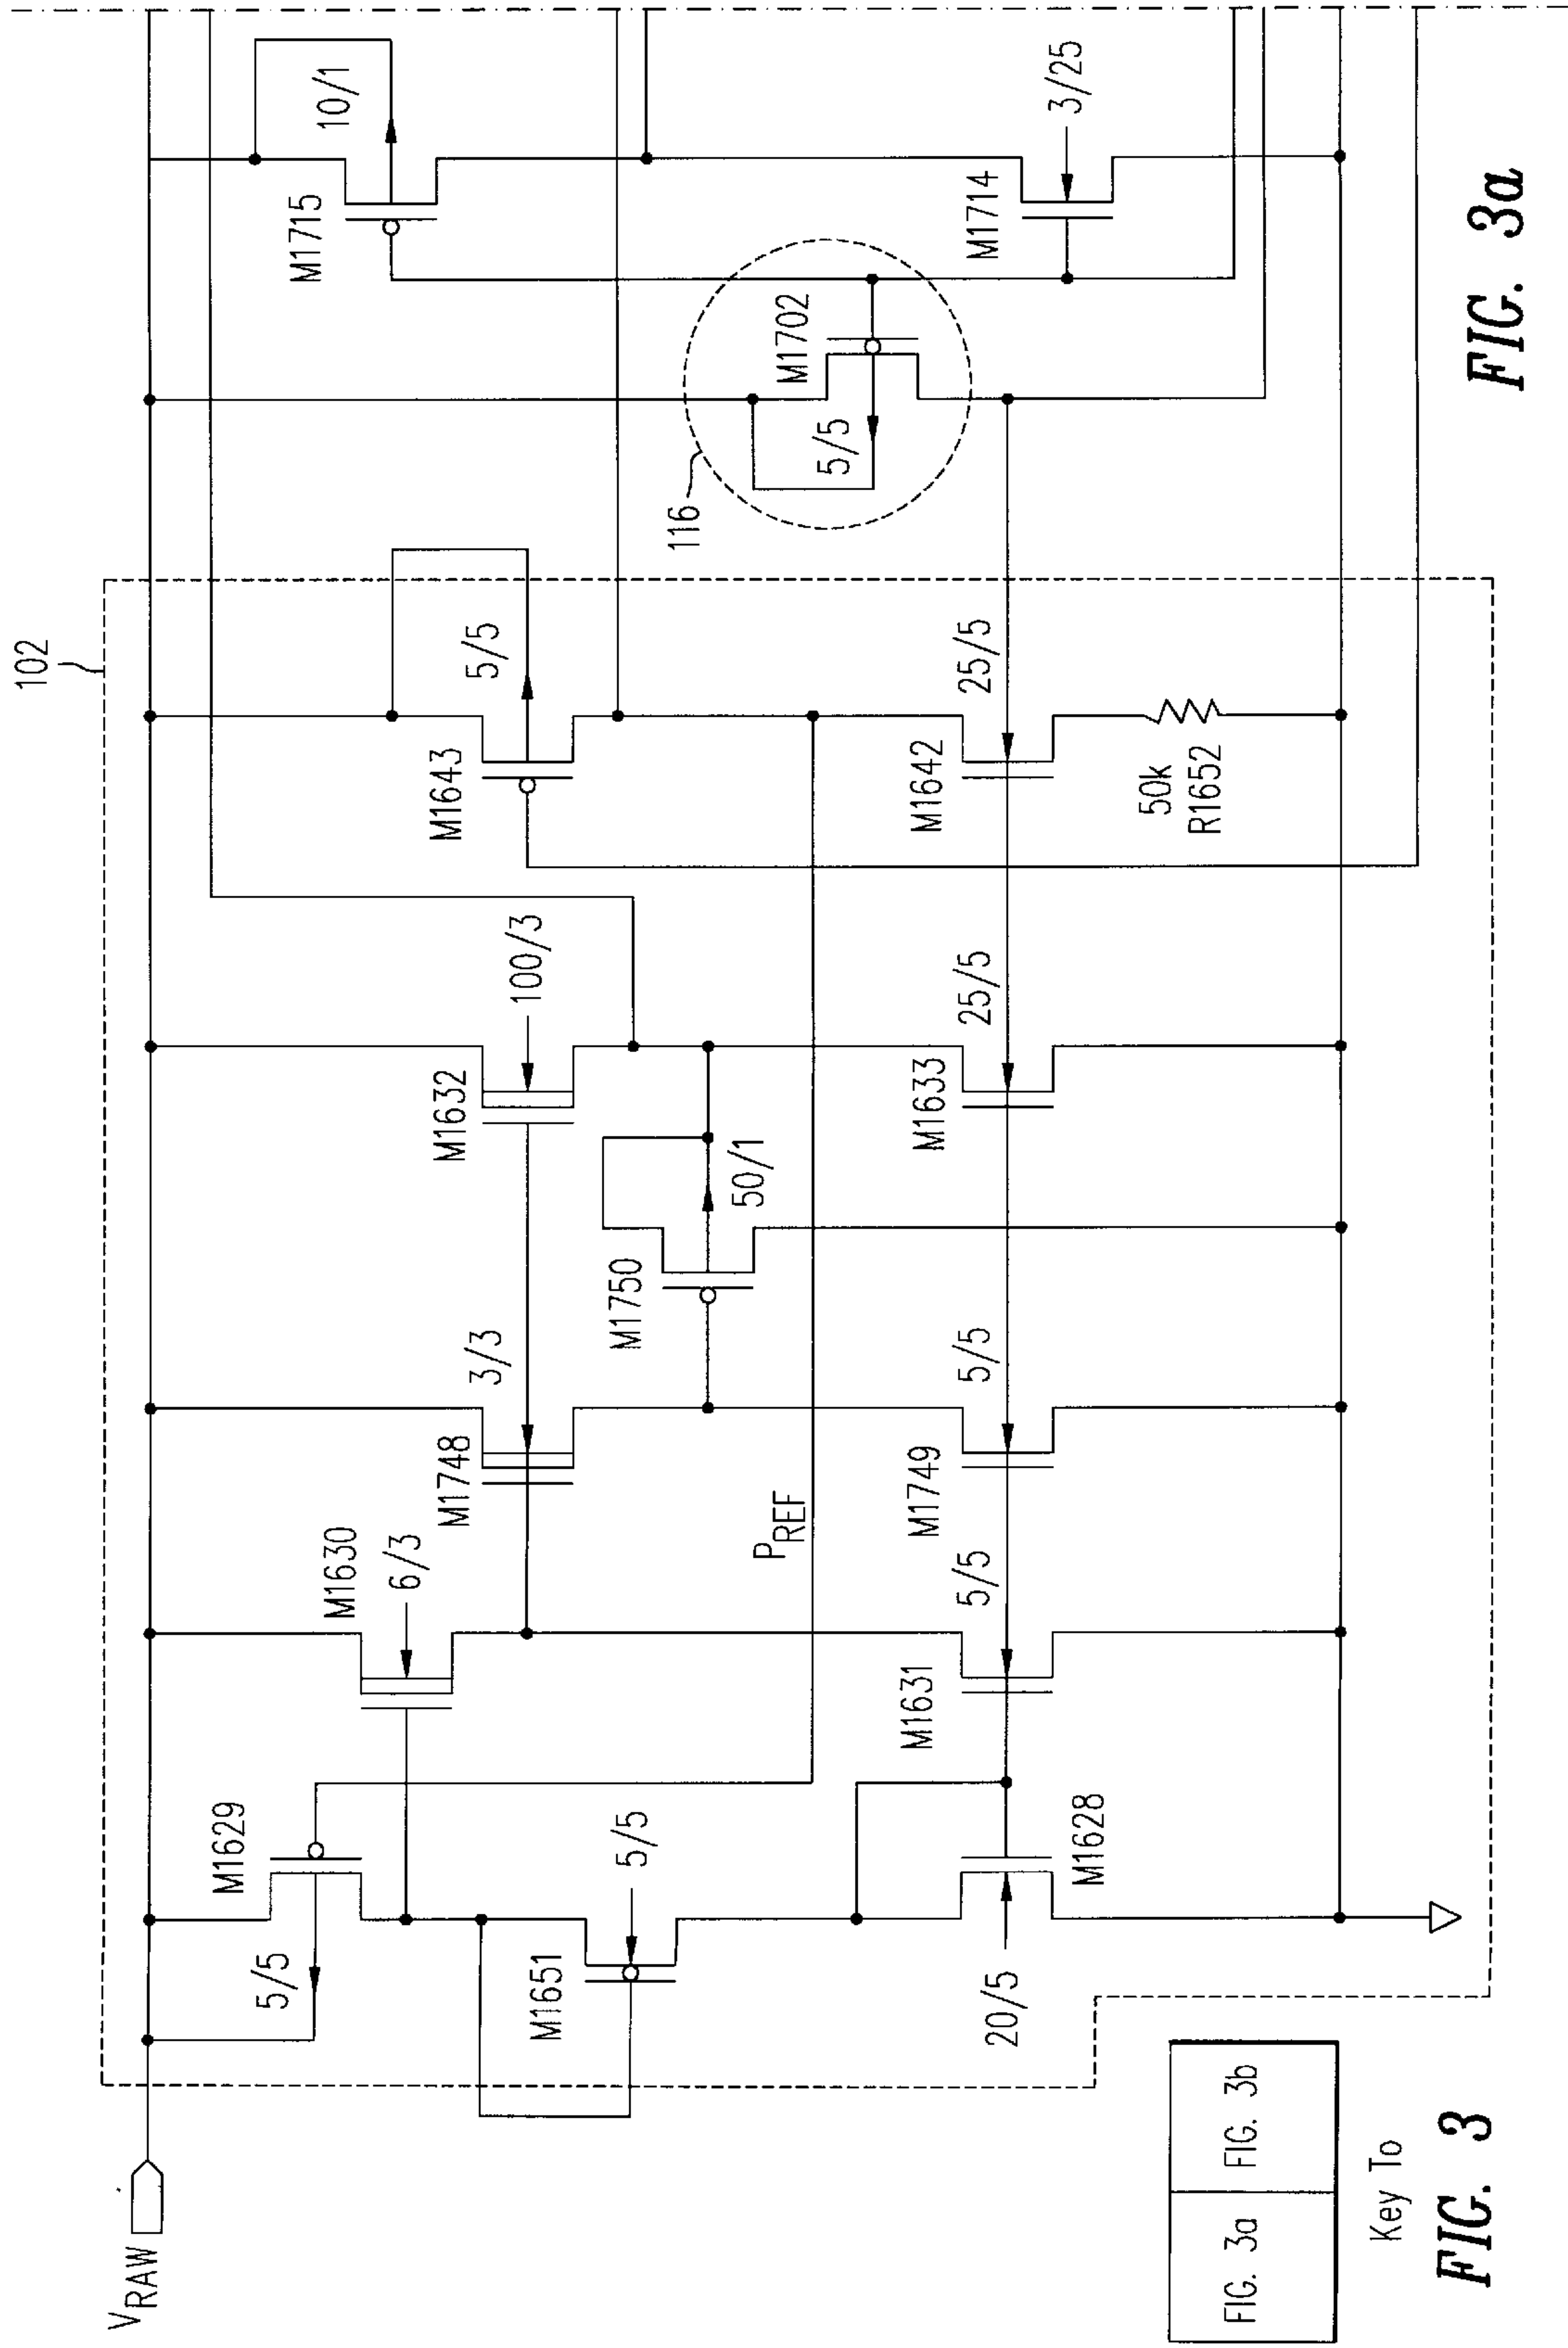 V_RAW
102
M1629
5/5
M1651
5/5
20/5
M1628
M1630
6/3
M1631
5/5
P_REF
M1748
3/3
M1749
5/5
M1750
50/1
M1632
100/3
M1633
25/5
M1643
5/5
M1642
25/5
50k
R1652
116
M1702
5/5
M1715
10/1
M1714
3/25
FIG. 3a
FIG. 3a FIG. 3b
Key To
FIG. 3